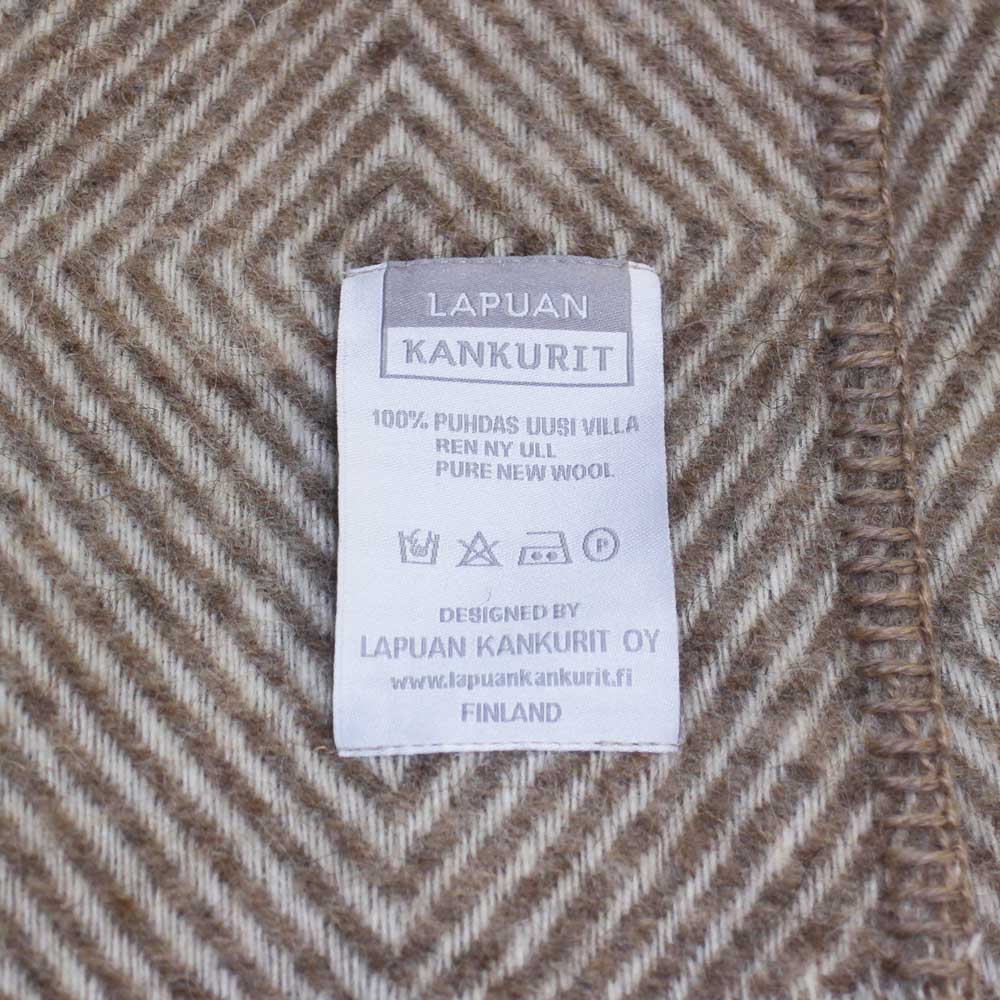 LAPUAN
KANKURIT
100% PUHDAS UUSI VILLA
REN NY ULL
PURE NEW WOOL
P
DESIGNED BY
LAPUAN KANKURIT OY
www.lapuankankurit.fi
FINLAND